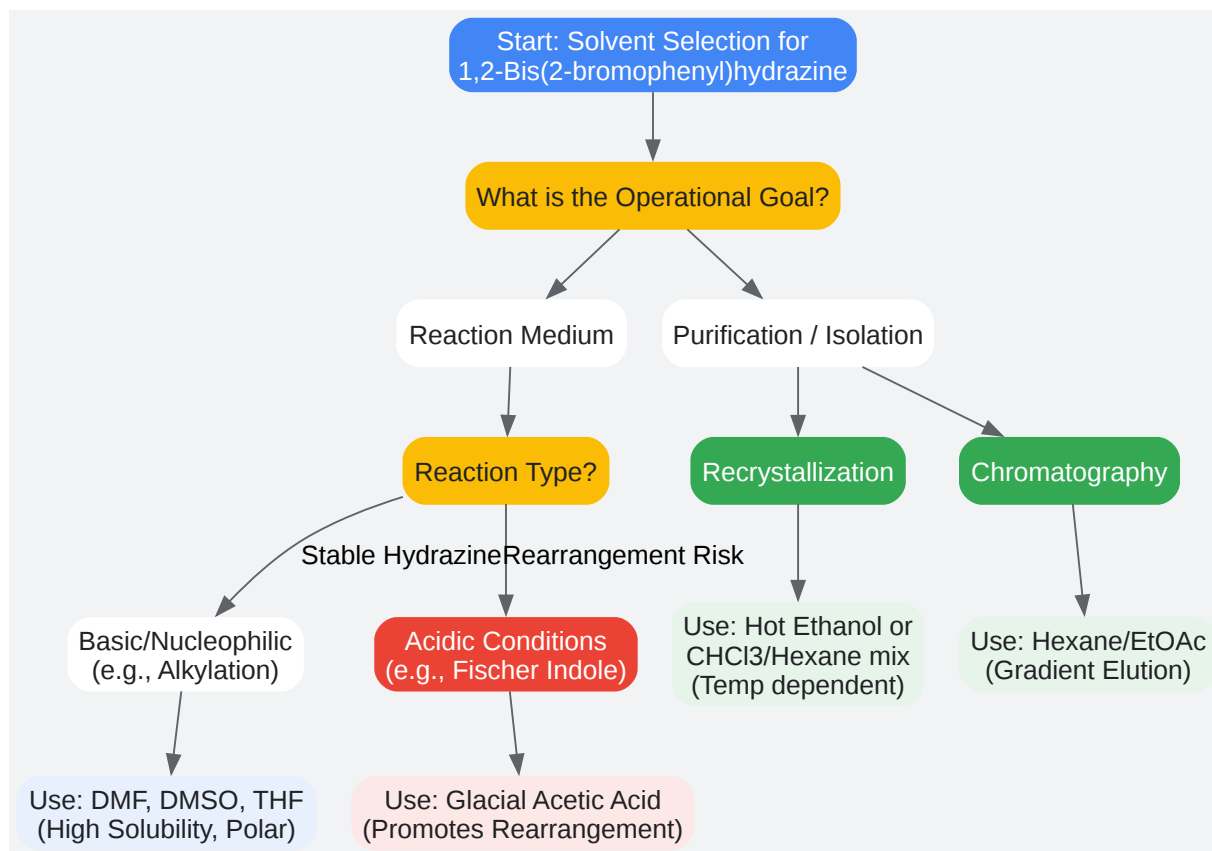 Start: Solvent Selection for
1,2-Bis(2-bromophenyl)hydrazine
What is the Operational Goal?
Reaction Medium
Purification / Isolation
Reaction Type?
Recrystallization
Chromatography
Stable Hydrazine
Rearrangement Risk
Basic/Nucleophilic
(e.g., Alkylation)
Acidic Conditions
(e.g., Fischer Indole)
Use: Hot Ethanol or
CHCl3/Hexane mix
(Temp dependent)
Use: Hexane/EtOAc
(Gradient Elution)
Use: DMF, DMSO, THF
(High Solubility, Polar)
Use: Glacial Acetic Acid
(Promotes Rearrangement)